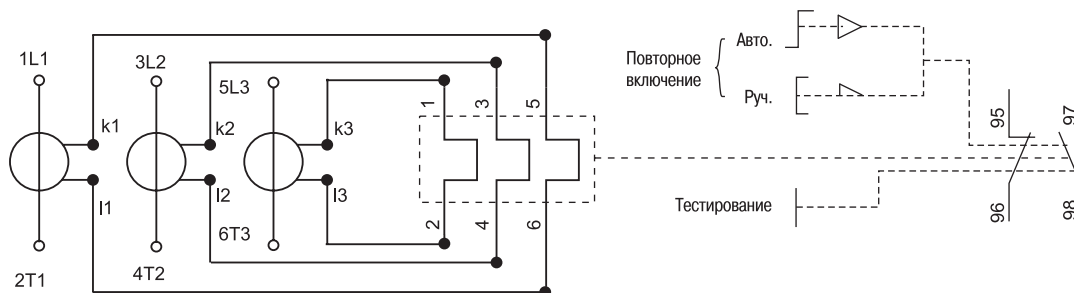 1L1
3L2
5L3
k1
k2
k3
l1
l2
l3
2T1
4T2
6T3
1
3
5
2
4
6
Повторное
включение
Авто.
Руч.
Тестирование
95
96
97
98